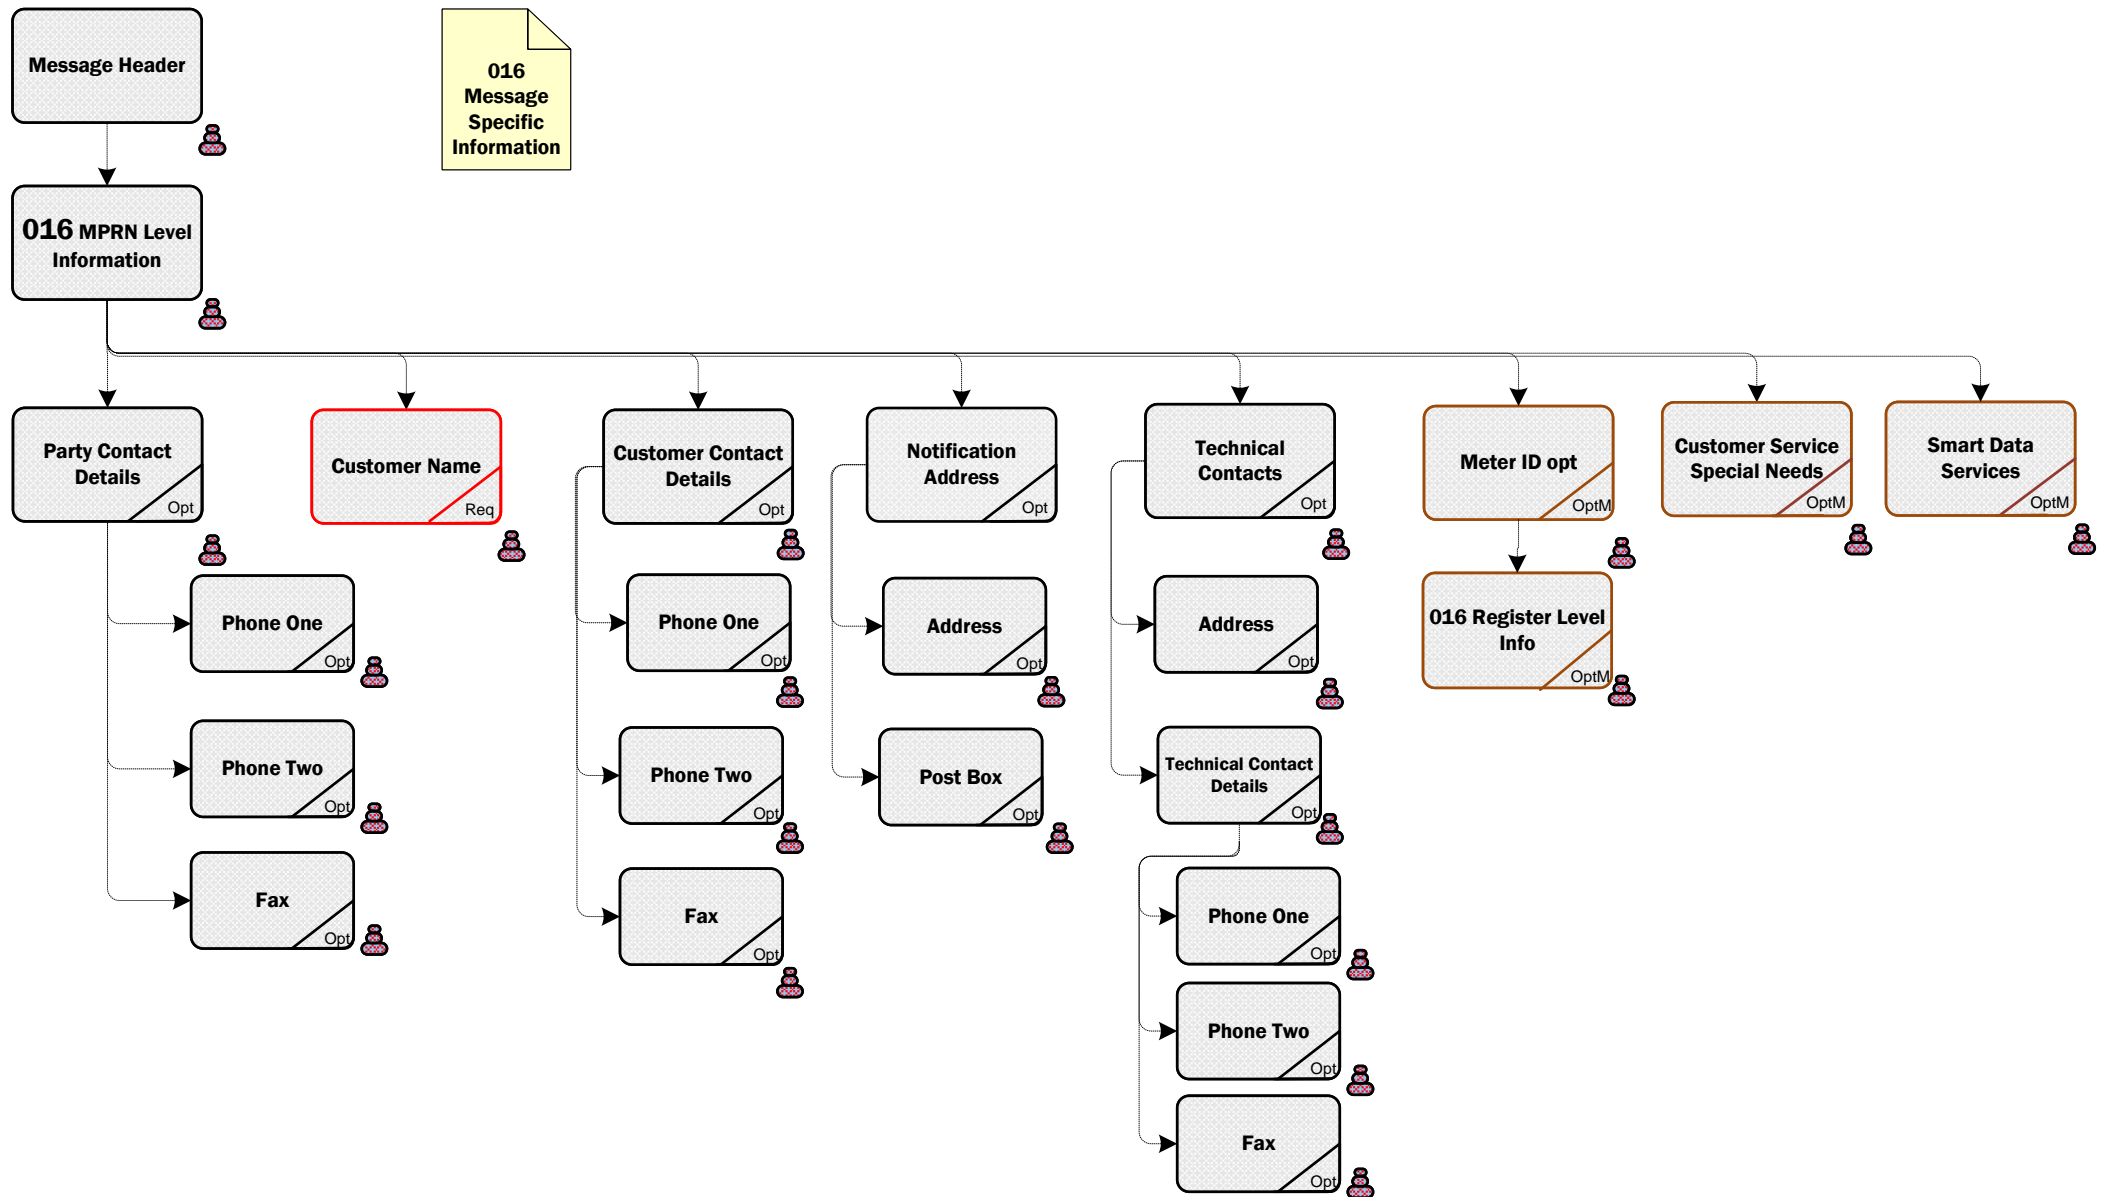 Message Header
016
Message
Specific
Information
016 MPRN Level
Information
Party Contact
Details
Opt
Customer Name
Req
Customer Contact
Details
Opt
Notification
Address
Opt
Technical
Contacts
Opt
Meter ID opt
OptM
Customer Service
Special Needs
OptM
Smart Data
Services
OptM
Phone One
Opt
Phone One
Opt
Address
Opt
Address
Opt
016 Register Level
Info
OptM
Phone Two
Opt
Phone Two
Opt
Post Box
Opt
Technical Contact
Details
Opt
Fax
Opt
Fax
Opt
Phone One
Opt
Phone Two
Opt
Fax
Opt